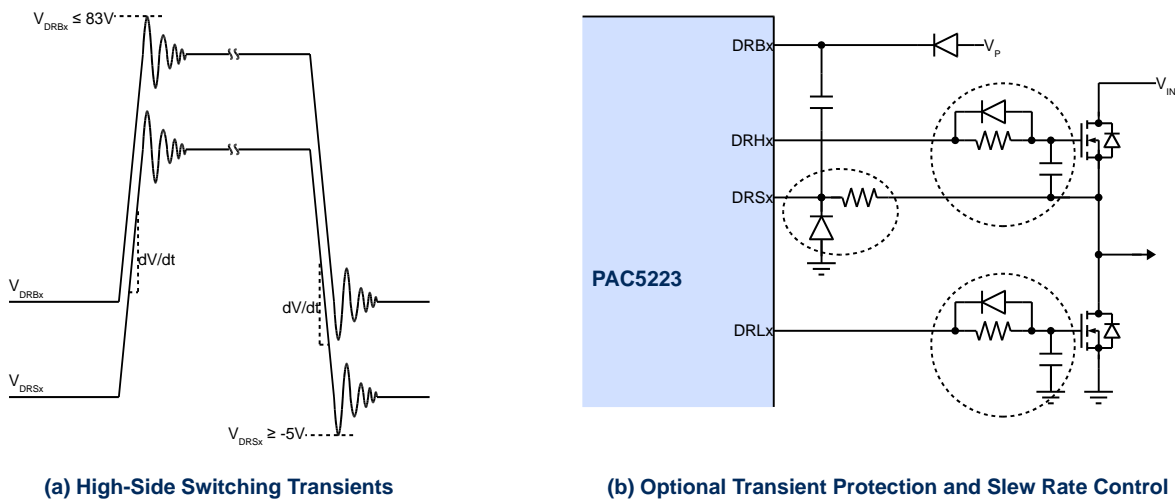 V_DRBx ≤ 83V
dV/dt
V_DRBx
dV/dt
V_DRSx
V_DRSx ≥ -5V
(a) High-Side Switching Transients
DRBx
V_P
V_IN
DRHx
DRSx
PAC5223
DRLx
(b) Optional Transient Protection and Slew Rate Control